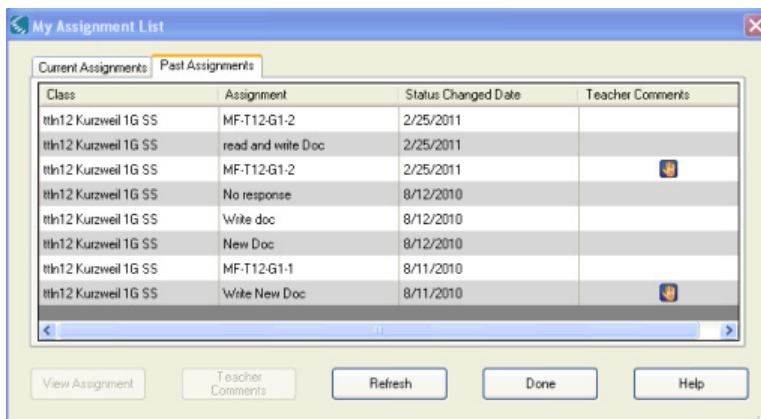 My Assignment List
Current Assignments Past Assignments
Class Assignment Status Changed Date Teacher Comments
ttln12 Kurzweil 1G SS MF-T12-G1-2 2/25/2011
ttln12 Kurzweil 1G SS read and write Doc 2/25/2011
ttln12 Kurzweil 1G SS MF-T12-G1-2 2/25/2011
ttln12 Kurzweil 1G SS No response 8/12/2010
ttln12 Kurzweil 1G SS Write doc 8/12/2010
ttln12 Kurzweil 1G SS New Doc 8/12/2010
ttln12 Kurzweil 1G SS MF-T12-G1-1 8/11/2010
ttln12 Kurzweil 1G SS Write New Doc 8/11/2010
View Assignment Teacher Comments Refresh Done Help